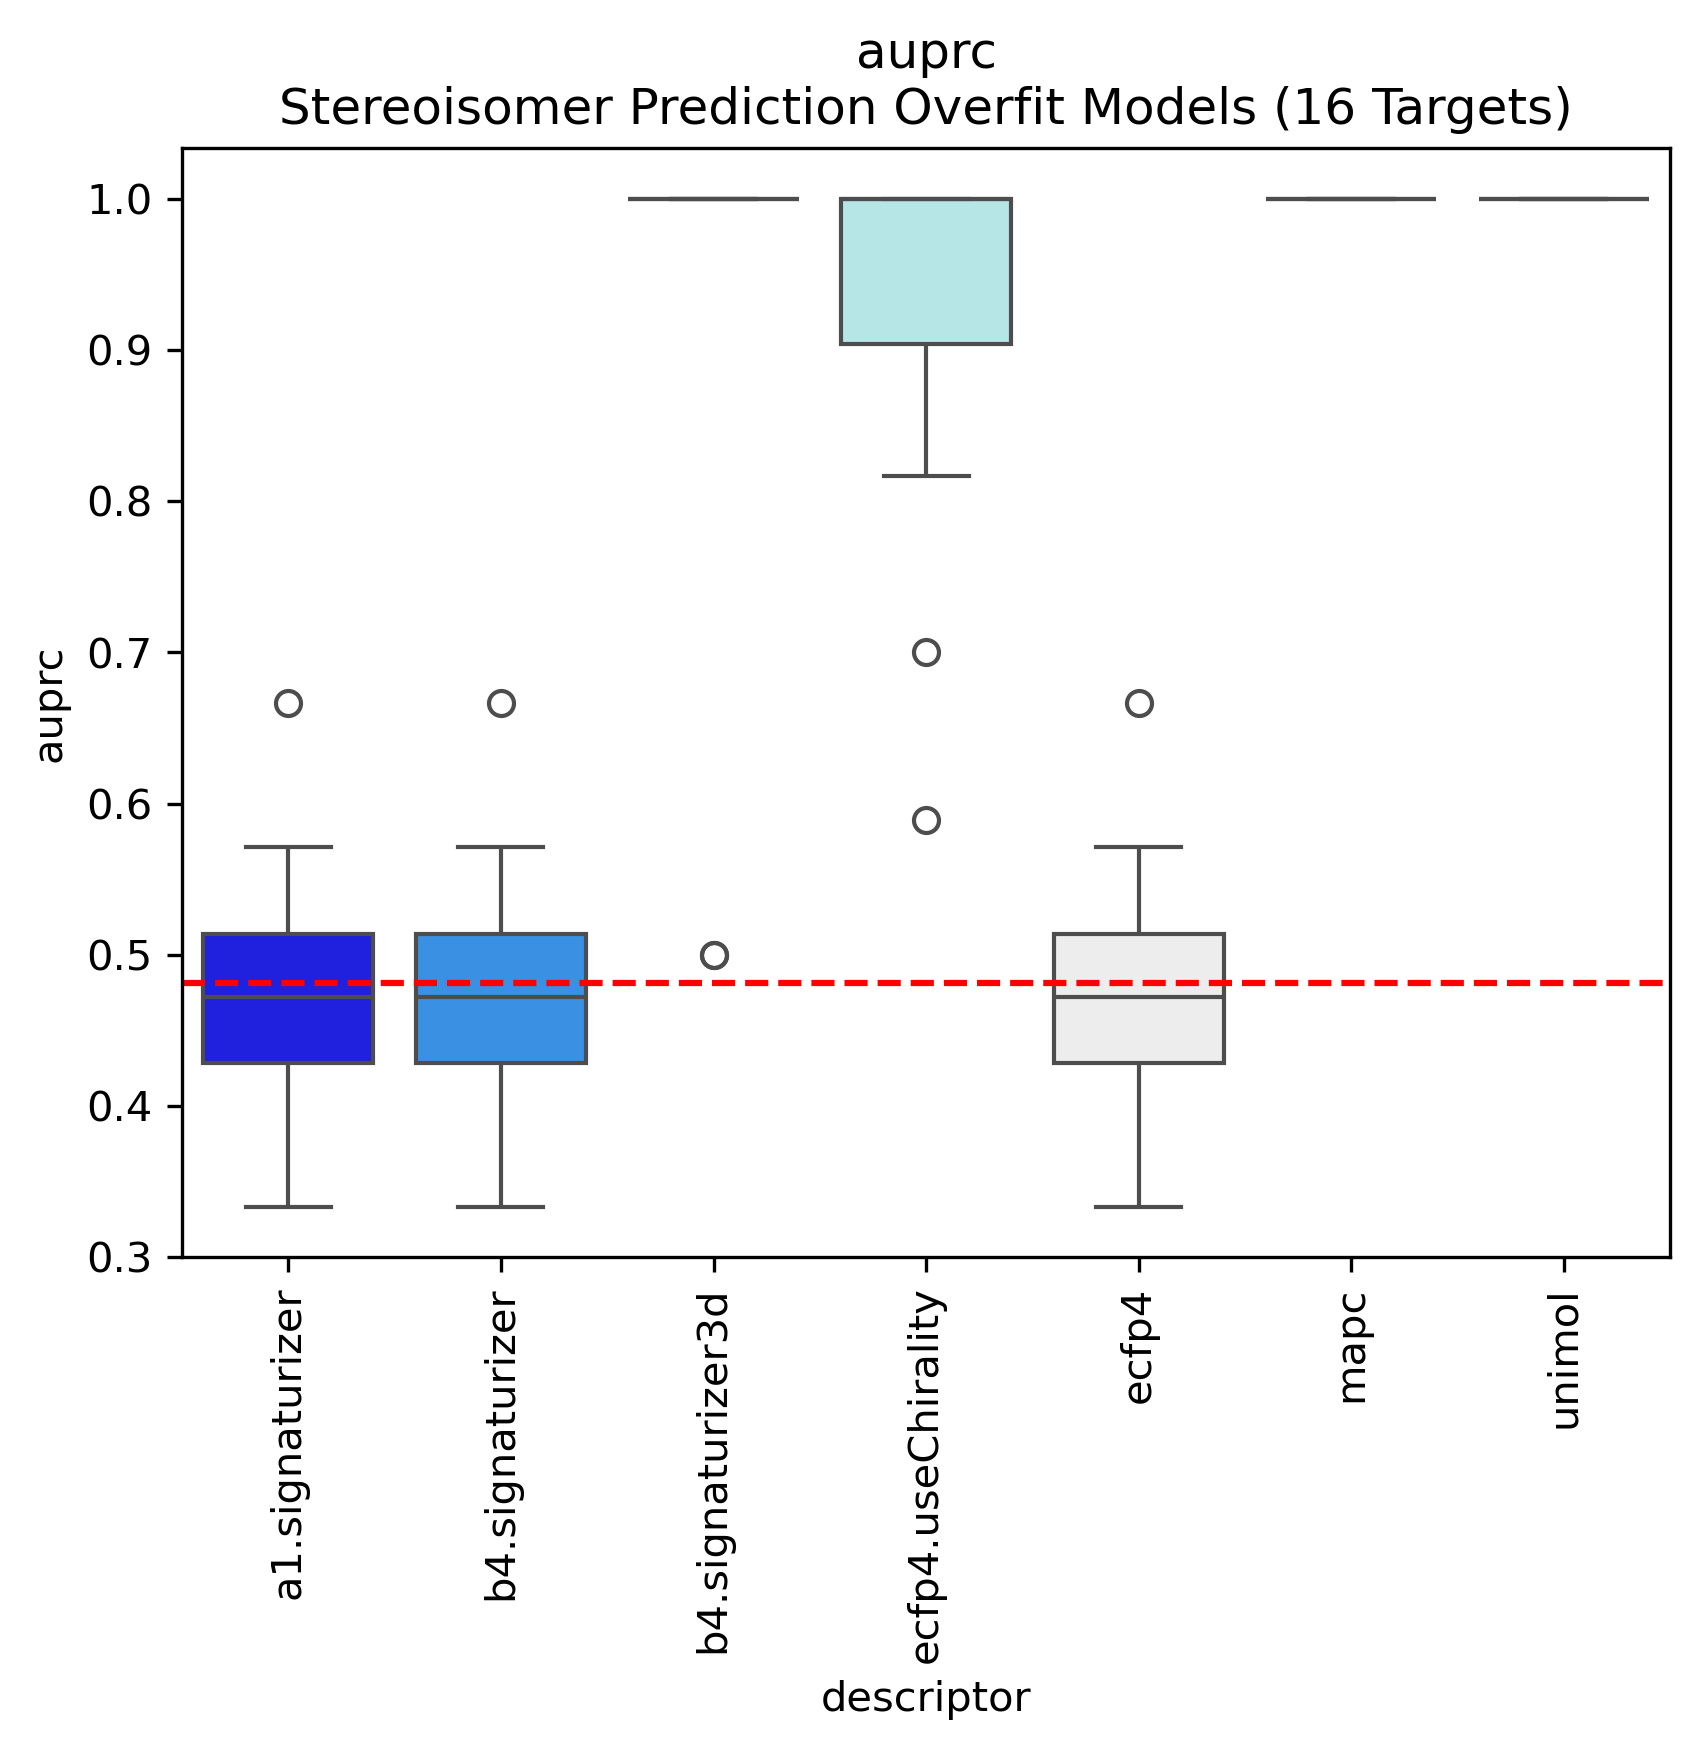 auprc
Stereoisomer Prediction Overfit Models (16 Targets)
1.0
0.9
0.8
0.7
0.6
0.5
0.4
0.3
auprc
a1.signaturizer
b4.signaturizer
b4.signaturizer3d
ecfp4.useChirality
ecfp4
mapc
unimol
descriptor